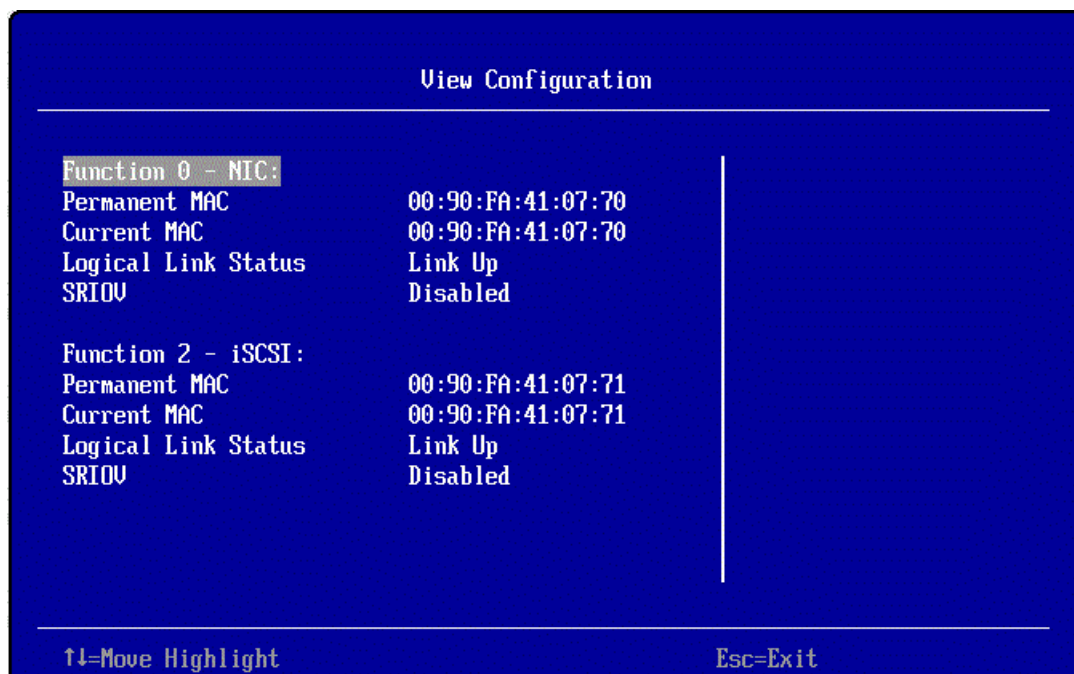 View Configuration
Function 0 - NIC:
Permanent MAC 00:90:FA:41:07:70
Current MAC 00:90:FA:41:07:70
Logical Link Status Link Up
SRIOV Disabled
Function 2 - iSCSI:
Permanent MAC 00:90:FA:41:07:71
Current MAC 00:90:FA:41:07:71
Logical Link Status Link Up
SRIOV Disabled
↑↓=Move Highlight Esc=Exit